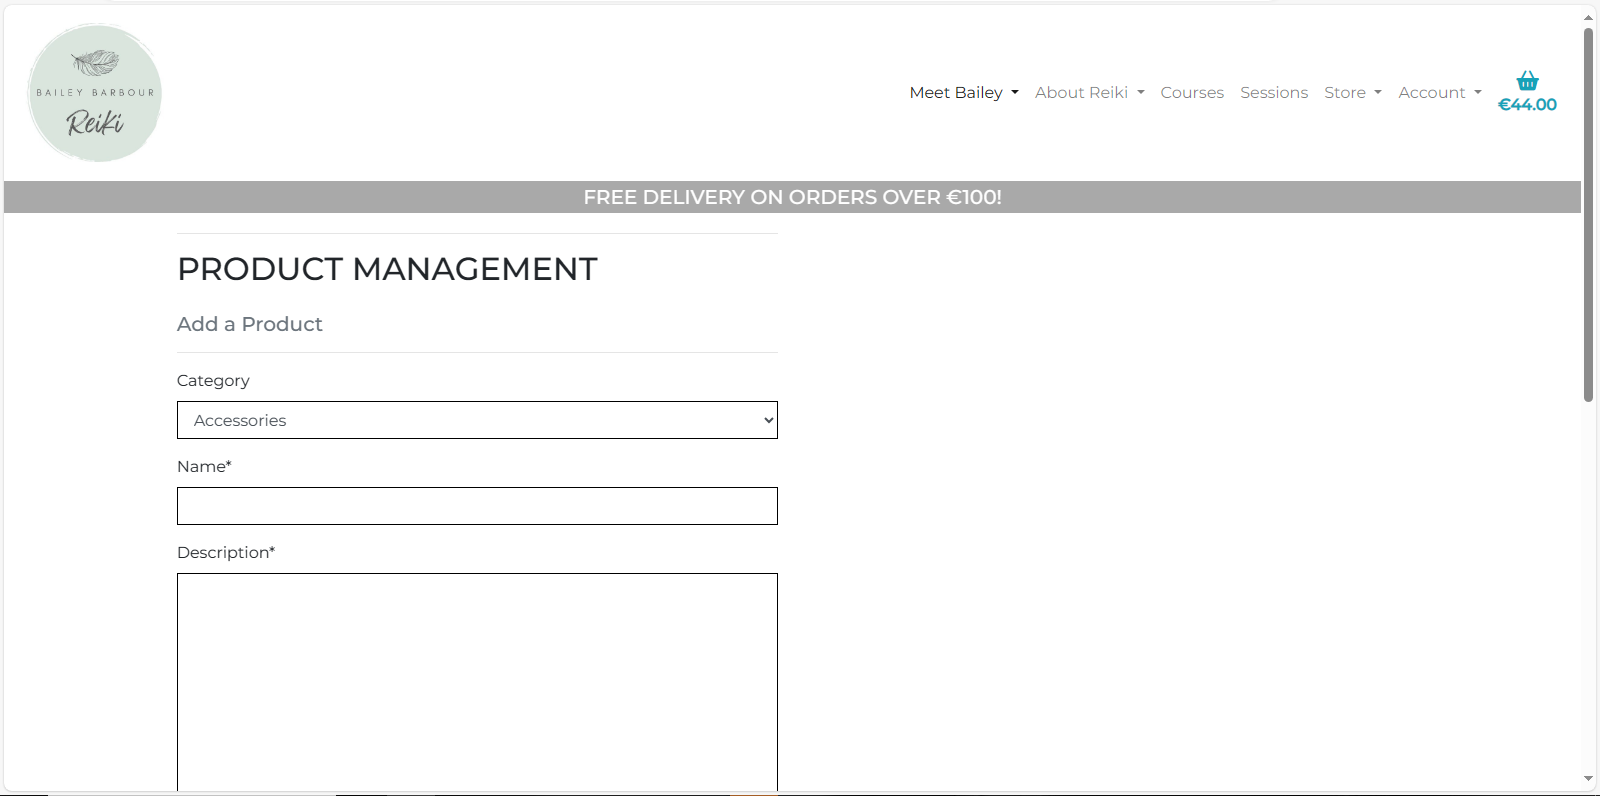 BAILEY BARBOUR
Reiki
Meet Bailey About Reiki Courses Sessions Store Account €44.00
FREE DELIVERY ON ORDERS OVER €100!
PRODUCT MANAGEMENT
Add a Product
Category
Accessories
Name*
Description*